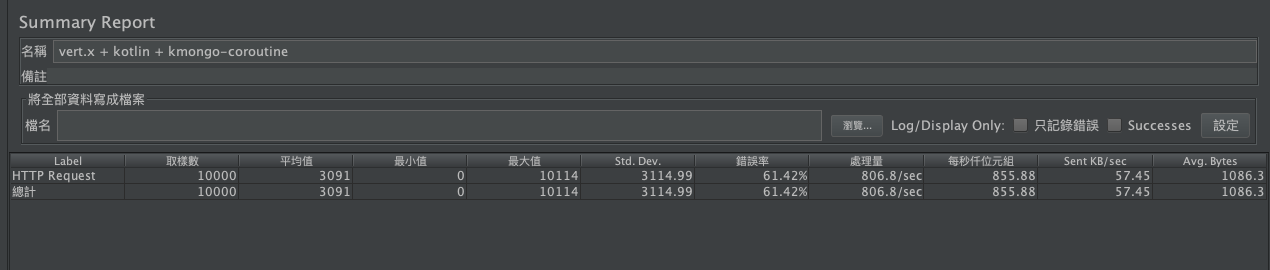 Summary Report
名稱 vert.x + kotlin + kmongo-coroutine
備註
將全部資料寫成檔案
檔名 瀏覽... Log/Display Only: 只記錄錯誤 Successes 設定
Label 取樣數 平均值 最小值 最大值 Std. Dev. 錯誤率 處理量 每秒仟位元組 Sent KB/sec Avg. Bytes
HTTP Request 10000 3091 0 10114 3114.99 61.42% 806.8/sec 855.88 57.45 1086.3
總計 10000 3091 0 10114 3114.99 61.42% 806.8/sec 855.88 57.45 1086.3